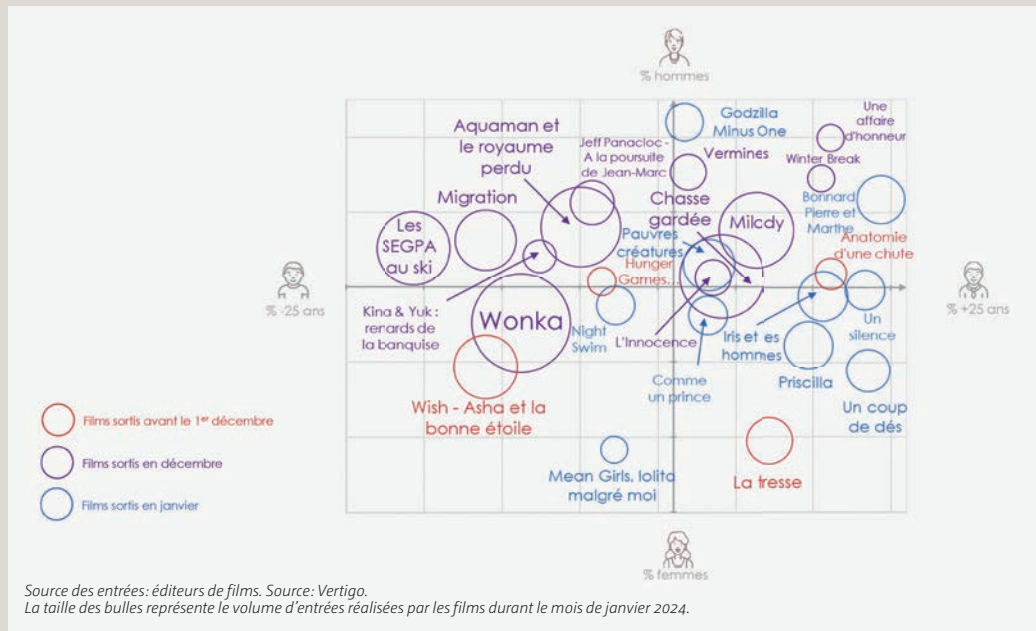 % hommes
Godzilla
Minus One
Une
affaire
d'honneur
Aquaman et
le royaume
perdu
Jeff Panacloc -
A la poursuite
de Jean-Marc
Vermines
Winter Break
Migration
Chasse
gardée
Milady
Bonnard
Pierre et
Marthe
Les
SEGPA
au ski
Pauvres
créatures
Anatomie
d'une chute
Hunger
Games...
% -25 ans
% +25 ans
Kina & Yuk :
renards de
la banquise
Wonka
Night
Swim
L'Innocence
Iris et es
hommes
Un
silence
Comme
un prince
Priscilla
Wish - Asha et la
bonne étoile
Un coup
de dés
Films sortis avant le 1er décembre
Films sortis en décembre
Films sortis en janvier
Mean Girls, lolita
malgré moi
La tresse
% femmes
Source des entrées: éditeurs de films. Source: Vertigo.
La taille des bulles représente le volume d'entrées réalisées par les films durant le mois de janvier 2024.